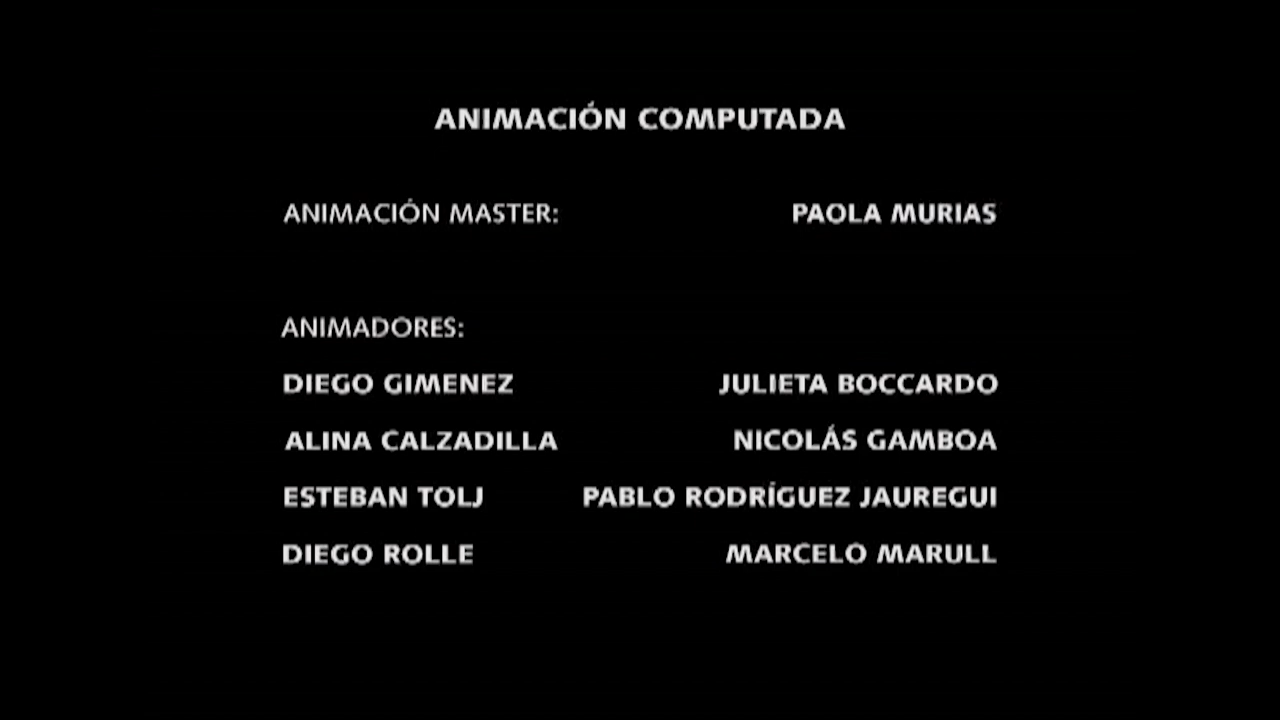 ANIMACIÓN COMPUTADA
ANIMACIÓN MASTER: PAOLA MURIAS
ANIMADORES:
DIEGO GIMENEZ JULIETA BOCCARDO
ALINA CALZADILLA NICOLÁS GAMBOA
ESTEBAN TOLJ PABLO RODRÍGUEZ JAUREGUI
DIEGO ROLLE MARCELO MARULL